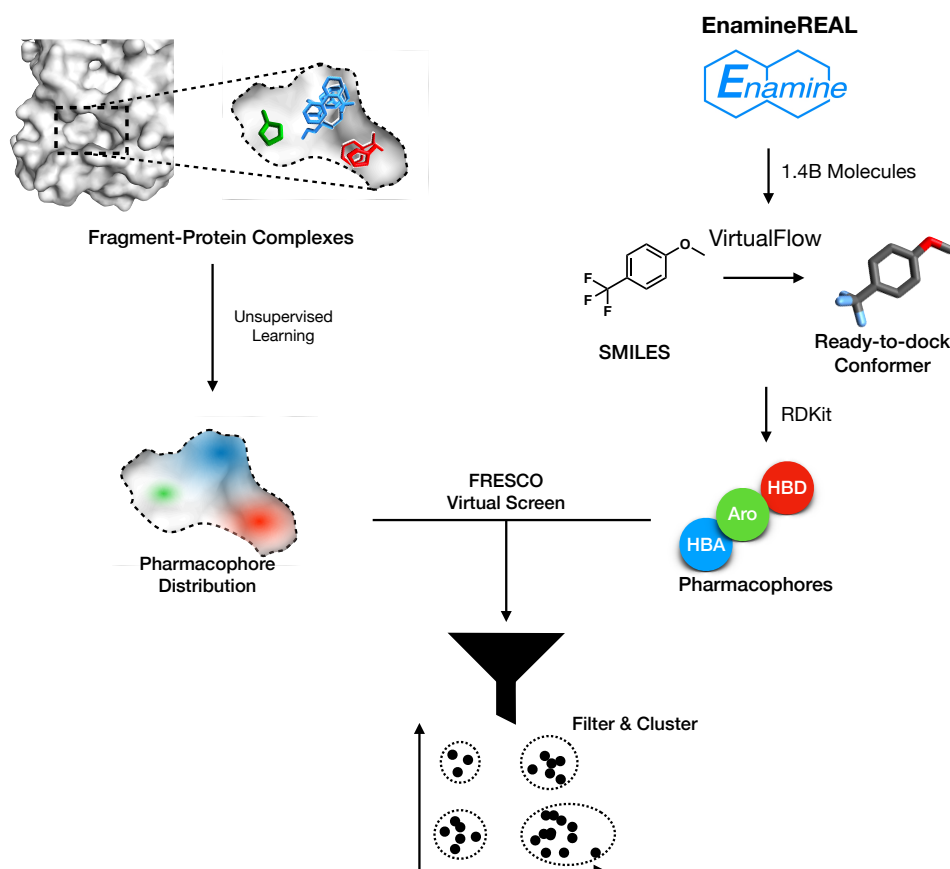 EnamineREAL
Enamine
1.4B Molecules
Fragment-Protein Complexes
VirtualFlow
O
F
F
F
SMILES
Ready-to-dock
Conformer
Unsupervised
Learning
RDKit
FRESCO
Virtual Screen
HBD
Aro
HBA
Pharmacophore
Distribution
Pharmacophores
Filter & Cluster